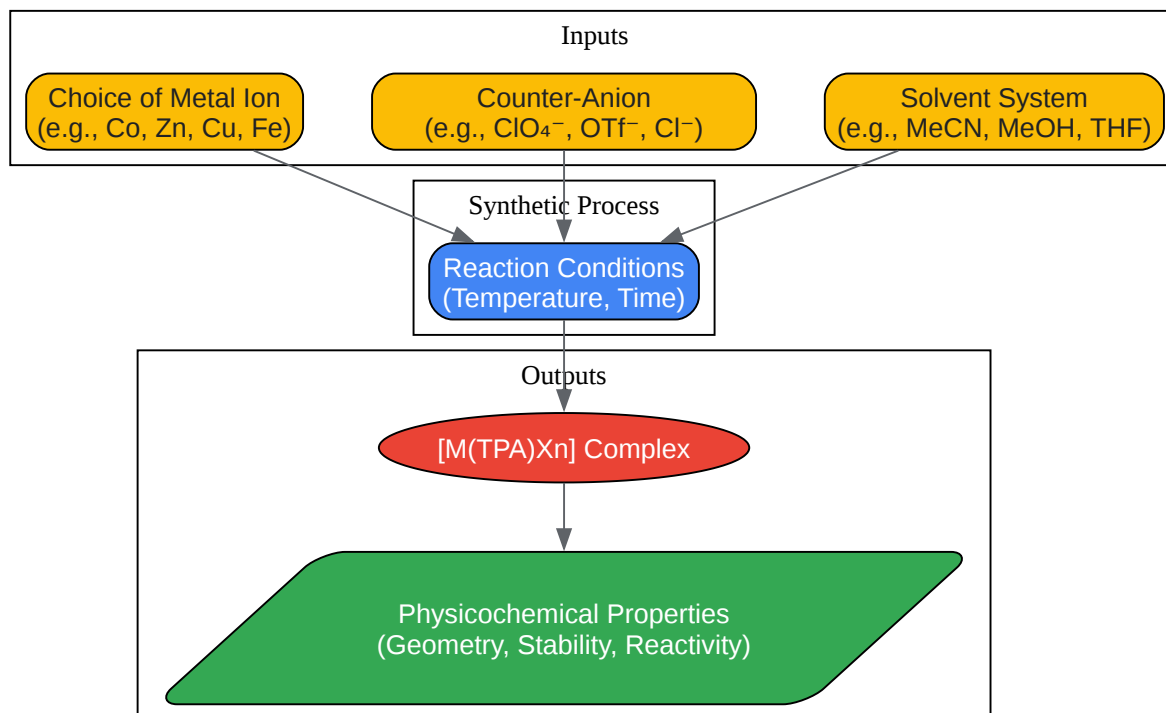 Inputs
Choice of Metal Ion
(e.g., Co, Zn, Cu, Fe)
Counter-Anion
(e.g., ClO₄⁻, OTf⁻, Cl⁻)
Solvent System
(e.g., MeCN, MeOH, THF)
Synthetic Process
Reaction Conditions
(Temperature, Time)
Outputs
[M(TPA)Xn] Complex
Physicochemical Properties
(Geometry, Stability, Reactivity)